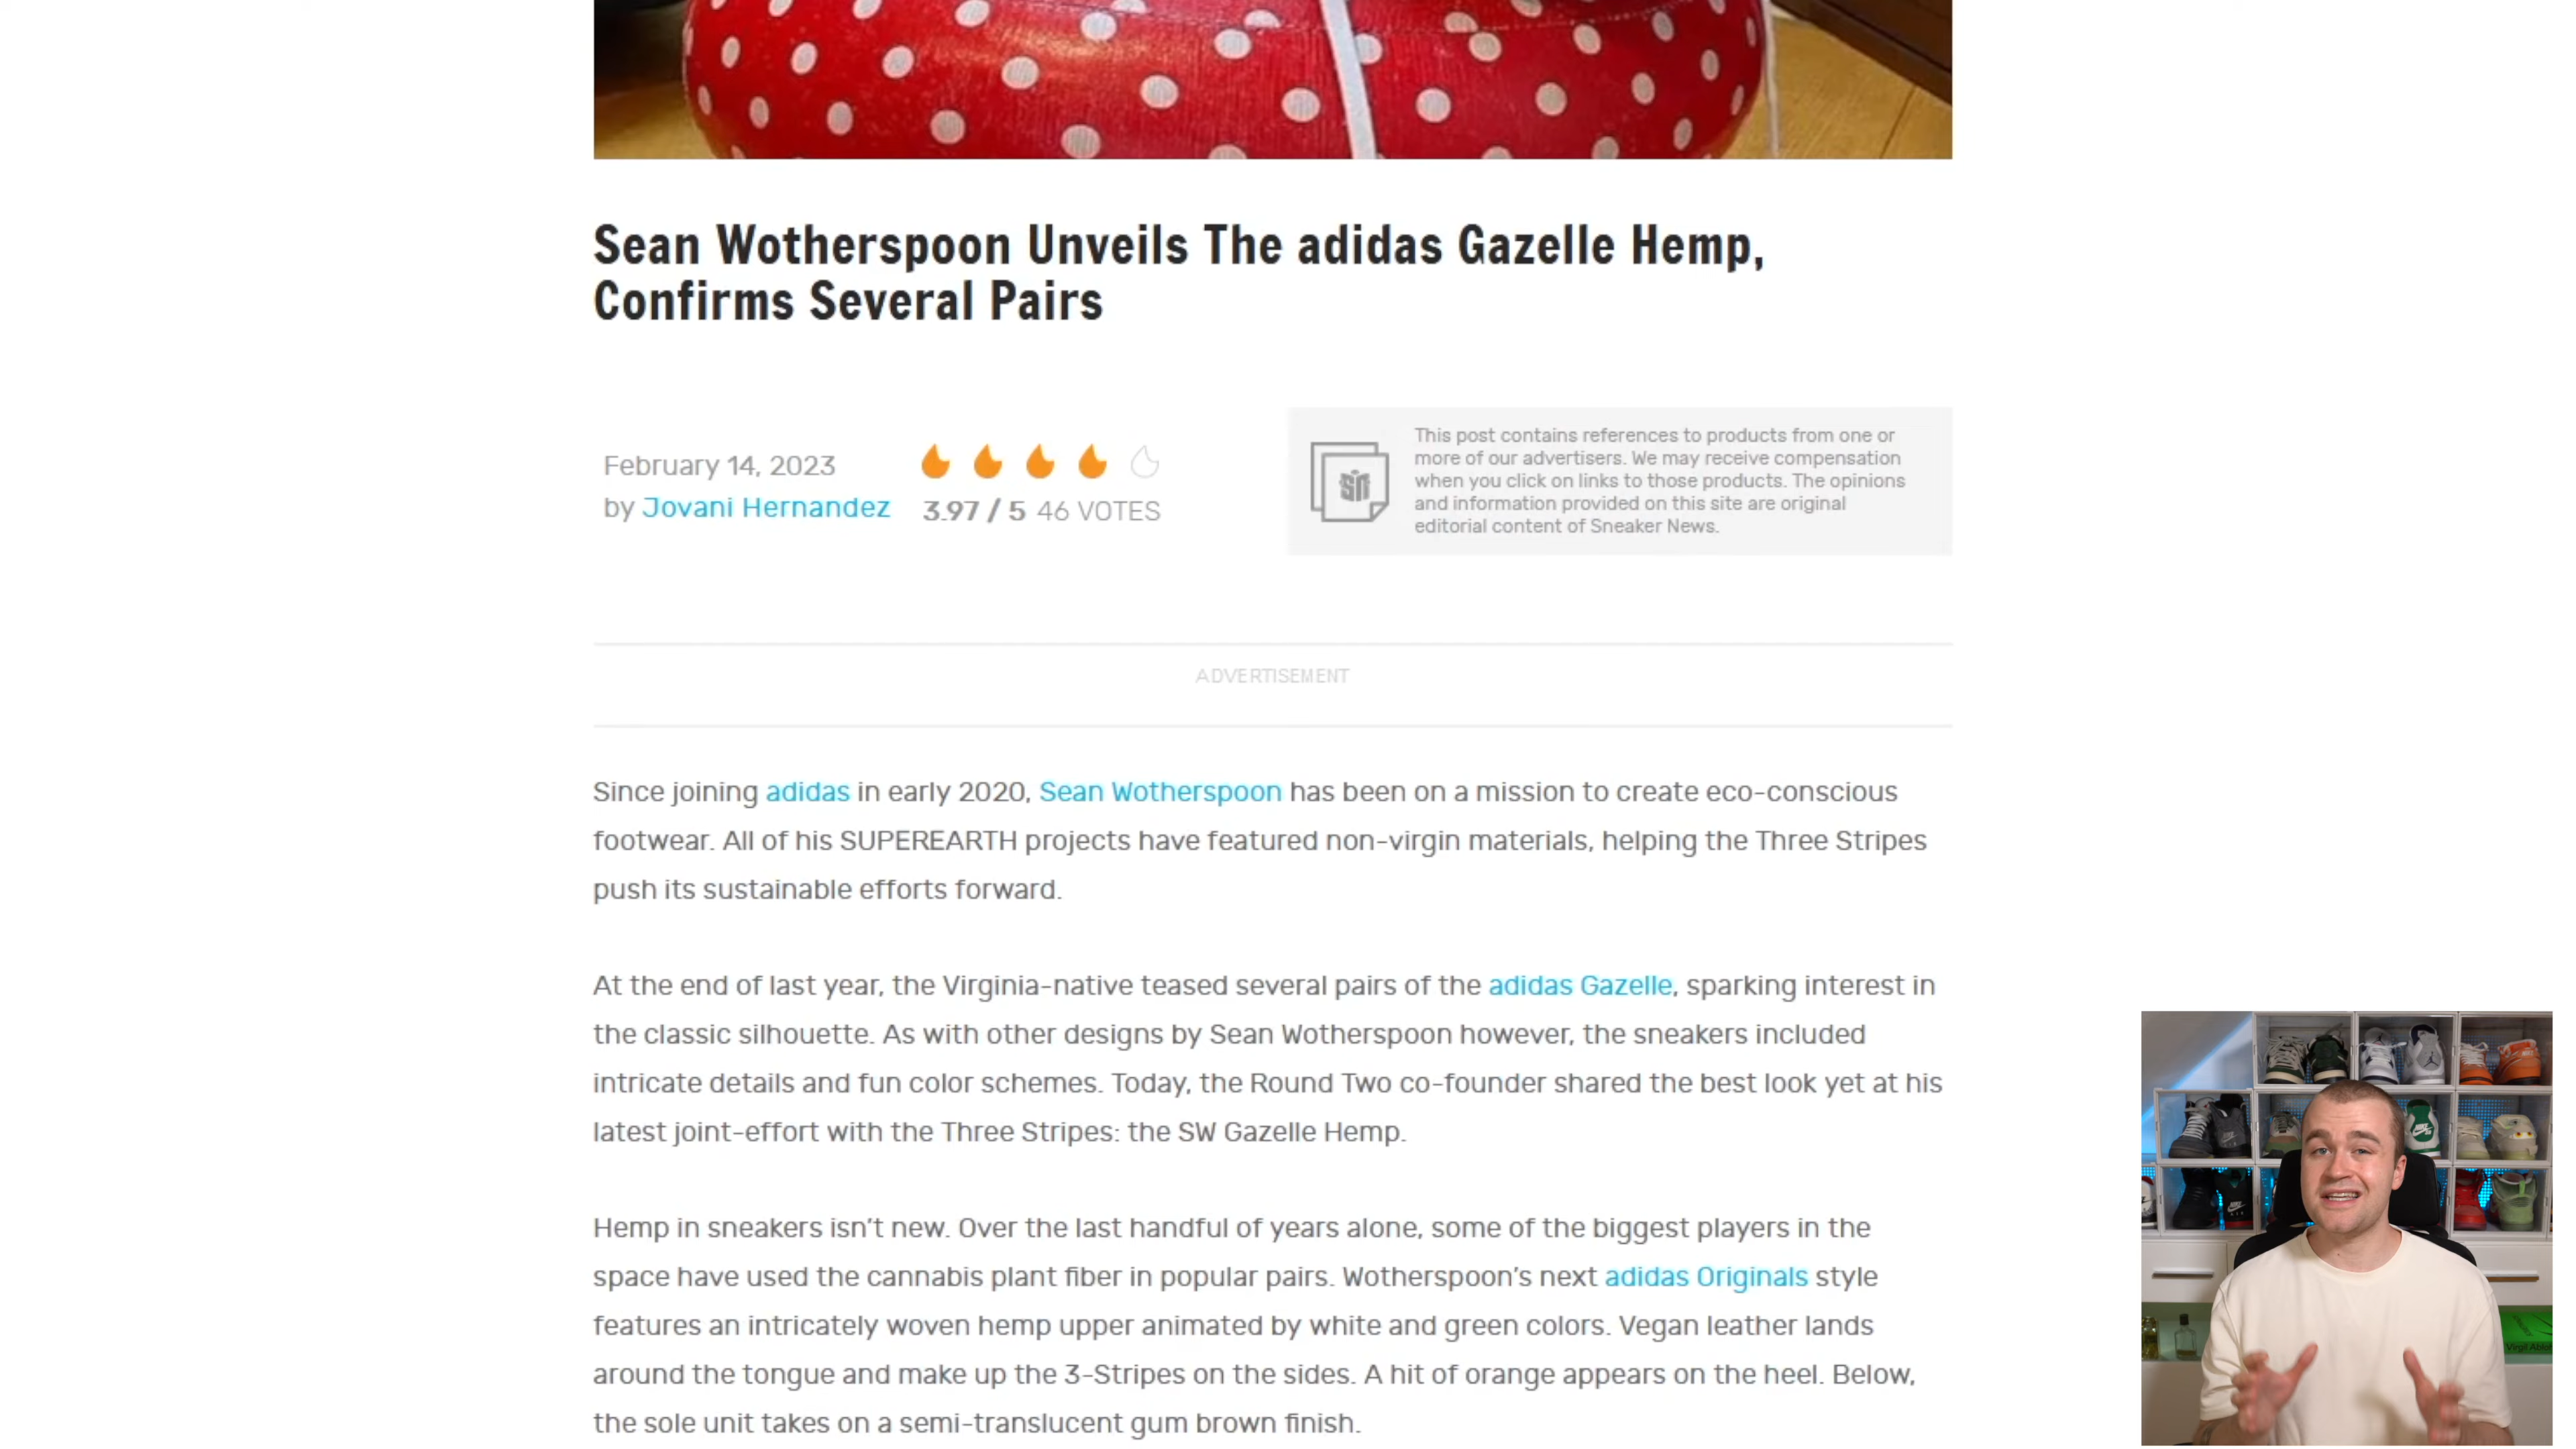 Sean Wotherspoon Unveils The adidas Gazelle Hemp,
Confirms Several Pairs
February 14, 2023
by Jovani Hernandez
3.97 / 5 46 VOTES
sn
This post contains references to products from one or
more of our advertisers. We may receive compensation
when you click on links to those products. The opinions
and information provided on this site are original
editorial content of Sneaker News.
ADVERTISEMENT
Since joining adidas in early 2020, Sean Wotherspoon has been on a mission to create eco-conscious
footwear. All of his SUPEREARTH projects have featured non-virgin materials, helping the Three Stripes
push its sustainable efforts forward.
At the end of last year, the Virginia-native teased several pairs of the adidas Gazelle, sparking interest in
the classic silhouette. As with other designs by Sean Wotherspoon however, the sneakers included
intricate details and fun color schemes. Today, the Round Two co-founder shared the best look yet at his
latest joint-effort with the Three Stripes: the SW Gazelle Hemp.
Hemp in sneakers isn't new. Over the last handful of years alone, some of the biggest players in the
space have used the cannabis plant fiber in popular pairs. Wotherspoon's next adidas Originals style
features an intricately woven hemp upper animated by white and green colors. Vegan leather lands
around the tongue and make up the 3-Stripes on the sides. A hit of orange appears on the heel. Below,
the sole unit takes on a semi-translucent gum brown finish.